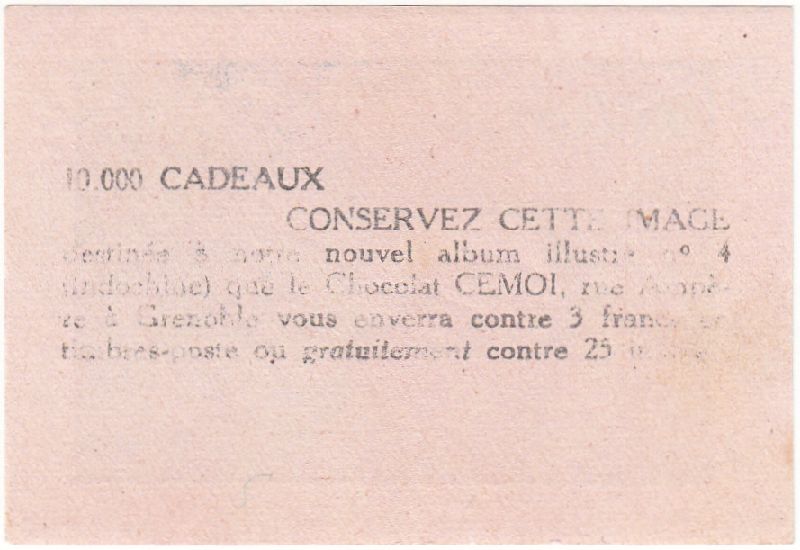 10.000 CADEAUX
CONSERVEZ CETTE IMAGE
destinée à notre nouvel album illustré n° 4
(Indochine) que le Chocolat CEMOI, rue Ampè-
re à Grenoble vous enverra contre 3 francs en
timbres-poste ou gratuitement contre 25